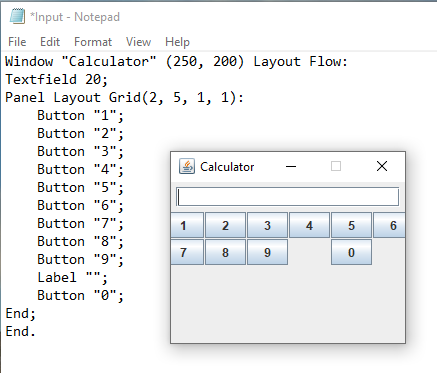 *Input - Notepad
File Edit Format View Help
Window "Calculator" (250, 200) Layout Flow:
Textfield 20;
Panel Layout Grid(2, 5, 1, 1):
Button "1";
Button "2";
Button "3";
Button "4";
Button "5";
Button "6";
Button "7";
Button "8";
Button "9";
Label "";
Button "0";
End;
End.
Calculator
1 2 3 4 5 6
7 8 9 0